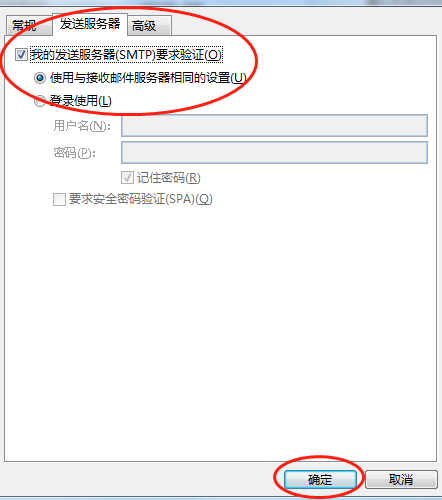 常规 发送服务器 高级
我的发送服务器(SMTP)要求验证(O)
使用与接收邮件服务器相同的设置(U)
登录使用(L)
用户名(N):
密码(P):
记住密码(R)
要求安全密码验证(SPA)(Q)
确定 取消